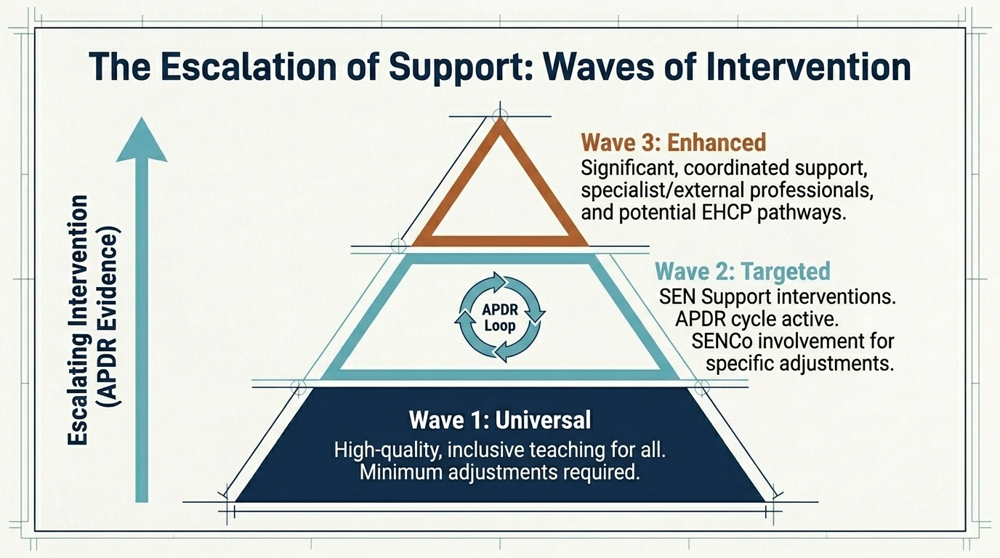 The Escalation of Support: Waves of Intervention
Escalating Intervention
(APDR Evidence)
Wave 3: Enhanced
Significant, coordinated support,
specialist/external professionals,
and potential EHCP pathways.
Wave 2: Targeted
SEN Support interventions.
APDR cycle active.
SENCo involvement for
specific adjustments.
APDR
Loop
Wave 1: Universal
High-quality, inclusive teaching for all.
Minimum adjustments required.